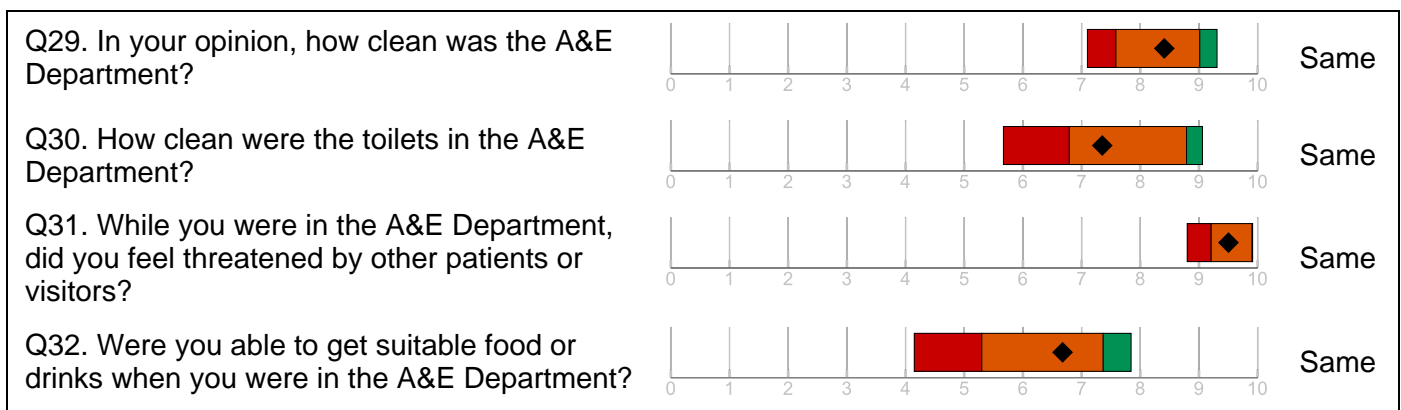 Q29. In your opinion, how clean was the A&E
Department?
Same
0 1 2 3 4 5 6 7 8 9 10
Q30. How clean were the toilets in the A&E
Department?
Same
0 1 2 3 4 5 6 7 8 9 10
Q31. While you were in the A&E Department,
did you feel threatened by other patients or
visitors?
Same
0 1 2 3 4 5 6 7 8 9 10
Q32. Were you able to get suitable food or
drinks when you were in the A&E Department?
Same
0 1 2 3 4 5 6 7 8 9 10